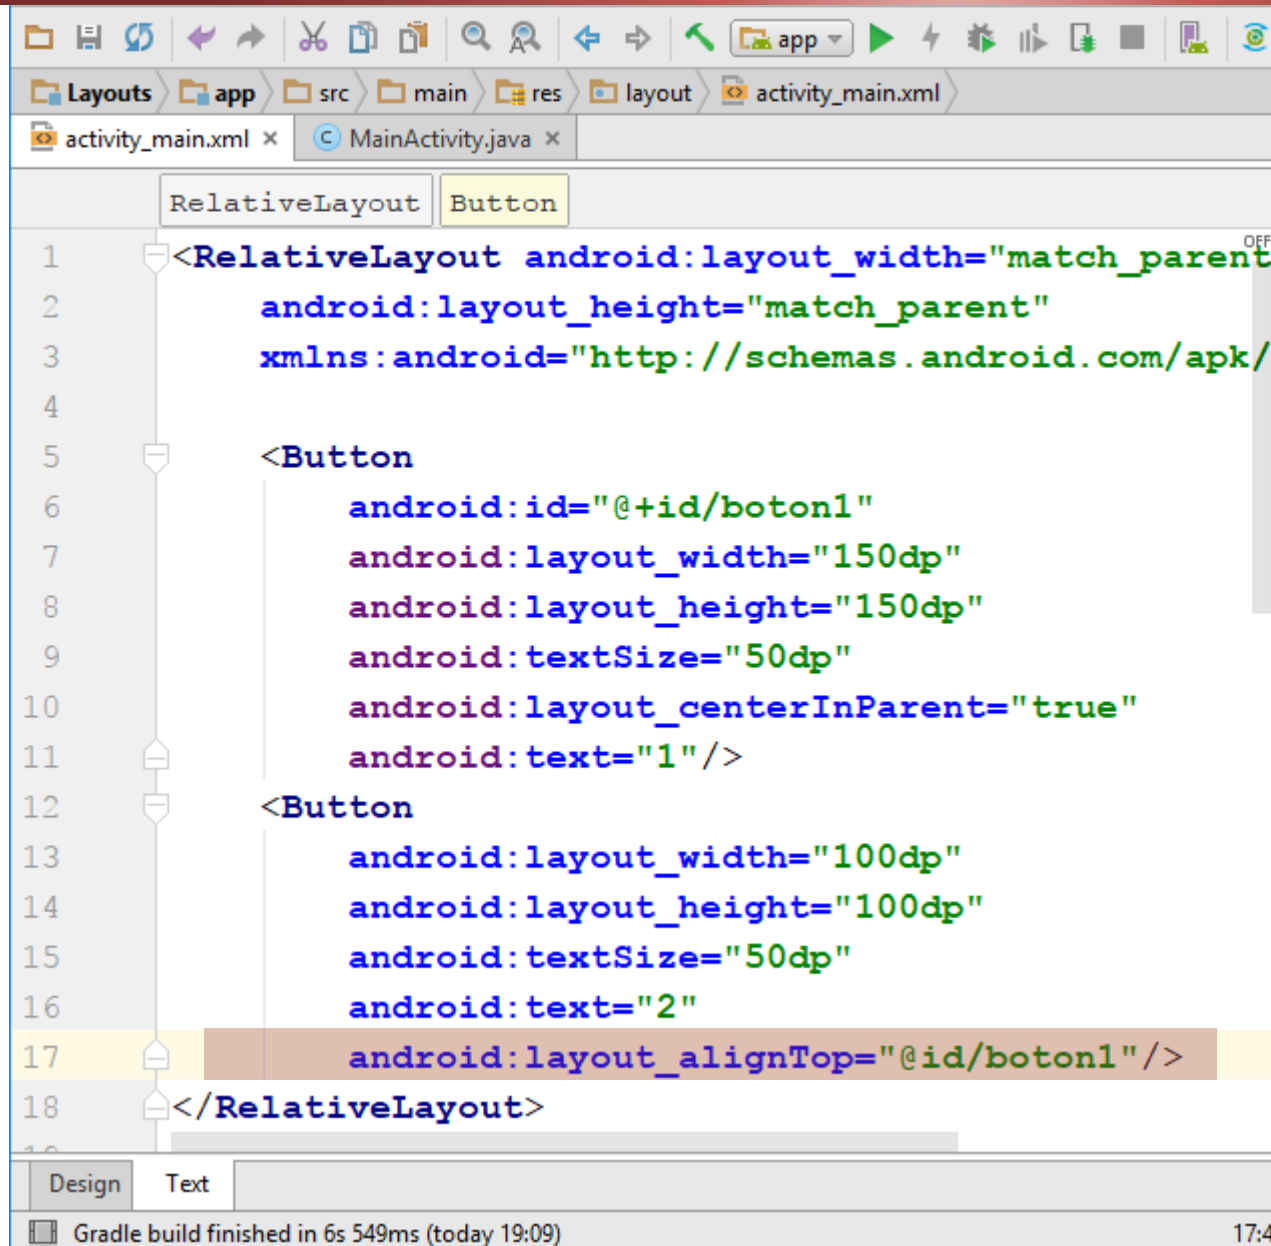 app
Layouts app src main res layout activity_main.xml
activity_main.xml × C MainActivity.java ×
RelativeLayout Button
OFF
1 <RelativeLayout android:layout_width="match_parent
2 android:layout_height="match_parent"
3 xmlns:android="http://schemas.android.com/apk/
4
5 <Button
6 android:id="@+id/boton1"
7 android:layout_width="150dp"
8 android:layout_height="150dp"
9 android:textSize="50dp"
10 android:layout_centerInParent="true"
11 android:text="1"/>
12 <Button
13 android:layout_width="100dp"
14 android:layout_height="100dp"
15 android:textSize="50dp"
16 android:text="2"
17 android:layout_alignTop="@id/boton1"/>
18 </RelativeLayout>
Design Text
Gradle build finished in 6s 549ms (today 19:09) 17:4